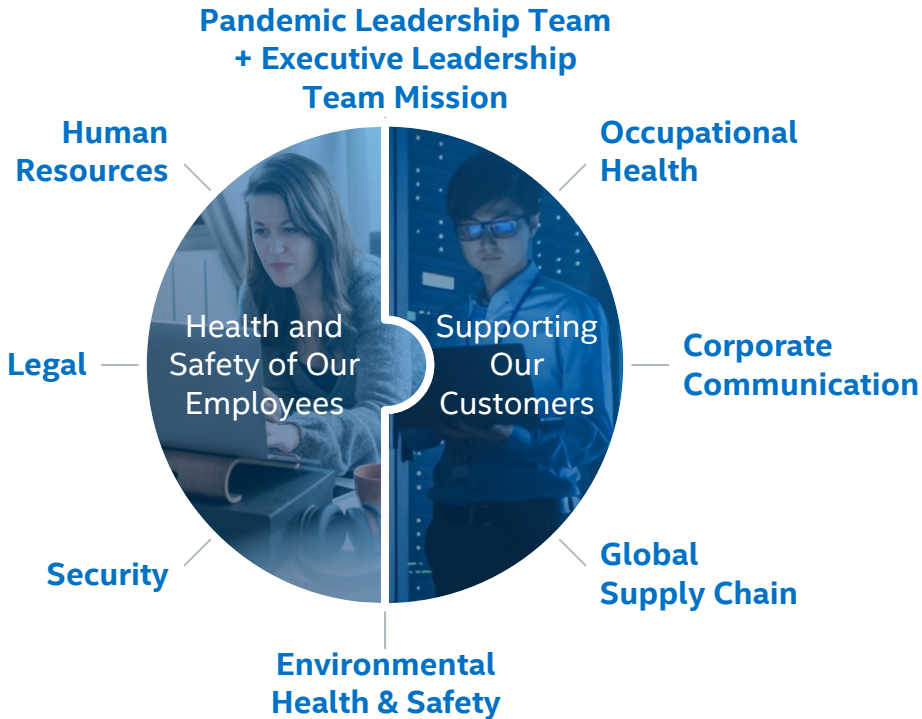 Pandemic Leadership Team
+ Executive Leadership
Team Mission
Human
Resources
Occupational
Health
Health and
Safety of Our
Employees
Supporting
Our
Customers
Legal
Corporate
Communication
Security
Global
Supply Chain
Environmental
Health & Safety